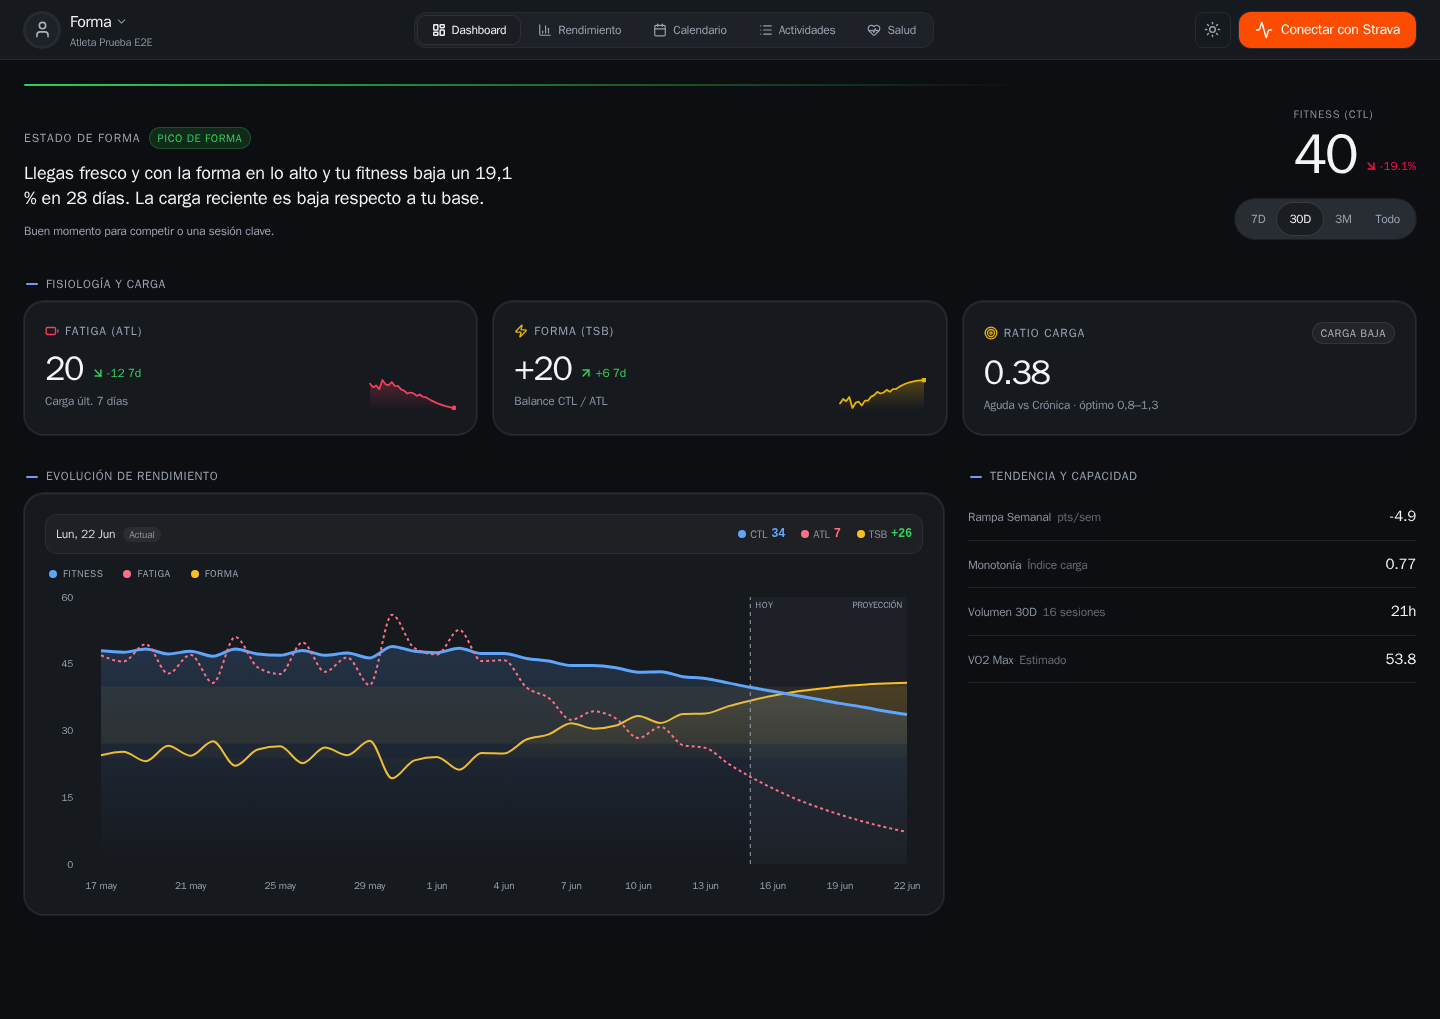 Forma
Atleta Prueba E2E
Dashboard
Rendimiento
Calendario
Actividades
Salud
Conectar con Strava
ESTADO DE FORMA
PICO DE FORMA
Llegas fresco y con la forma en lo alto y tu fitness baja un 19,1
% en 28 días. La carga reciente es baja respecto a tu base.
Buen momento para competir o una sesión clave.
FITNESS (CTL)
40
-19.1%
7D
30D
3M
Todo
FISIOLOGÍA Y CARGA
FATIGA (ATL)
20
-12 7d
Carga últ. 7 días
FORMA (TSB)
+20
+6 7d
Balance CTL / ATL
RATIO CARGA
CARGA BAJA
0.38
Aguda vs Crónica · óptimo 0,8–1,3
EVOLUCIÓN DE RENDIMIENTO
Lun, 22 Jun
Actual
CTL 34
ATL 7
TSB +26
FITNESS
FATIGA
FORMA
60
45
30
15
0
HOY
PROYECCIÓN
17 may
21 may
25 may
29 may
1 jun
4 jun
7 jun
10 jun
13 jun
16 jun
19 jun
22 jun
TENDENCIA Y CAPACIDAD
Rampa Semanal pts/sem
-4.9
Monotonía Índice carga
0.77
Volumen 30D 16 sesiones
21h
VO2 Max Estimado
53.8